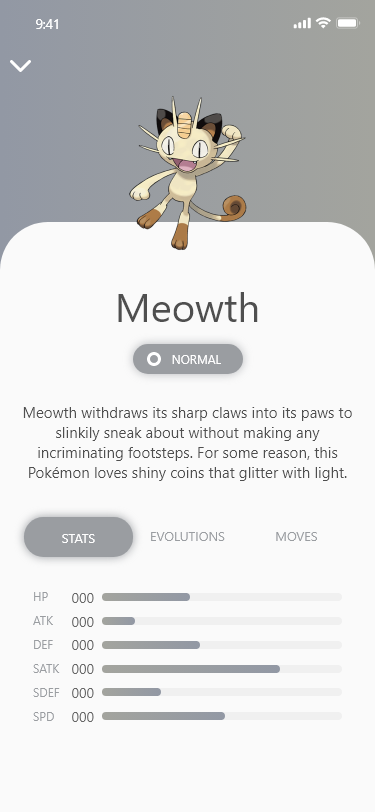 9:41
Meowth
NORMAL
Meowth withdraws its sharp claws into its paws to
slinkily sneak about without making any
incriminating footsteps. For some reason, this
Pokémon loves shiny coins that glitter with light.
STATS EVOLUTIONS MOVES
HP 000
ATK 000
DEF 000
SATK 000
SDEF 000
SPD 000